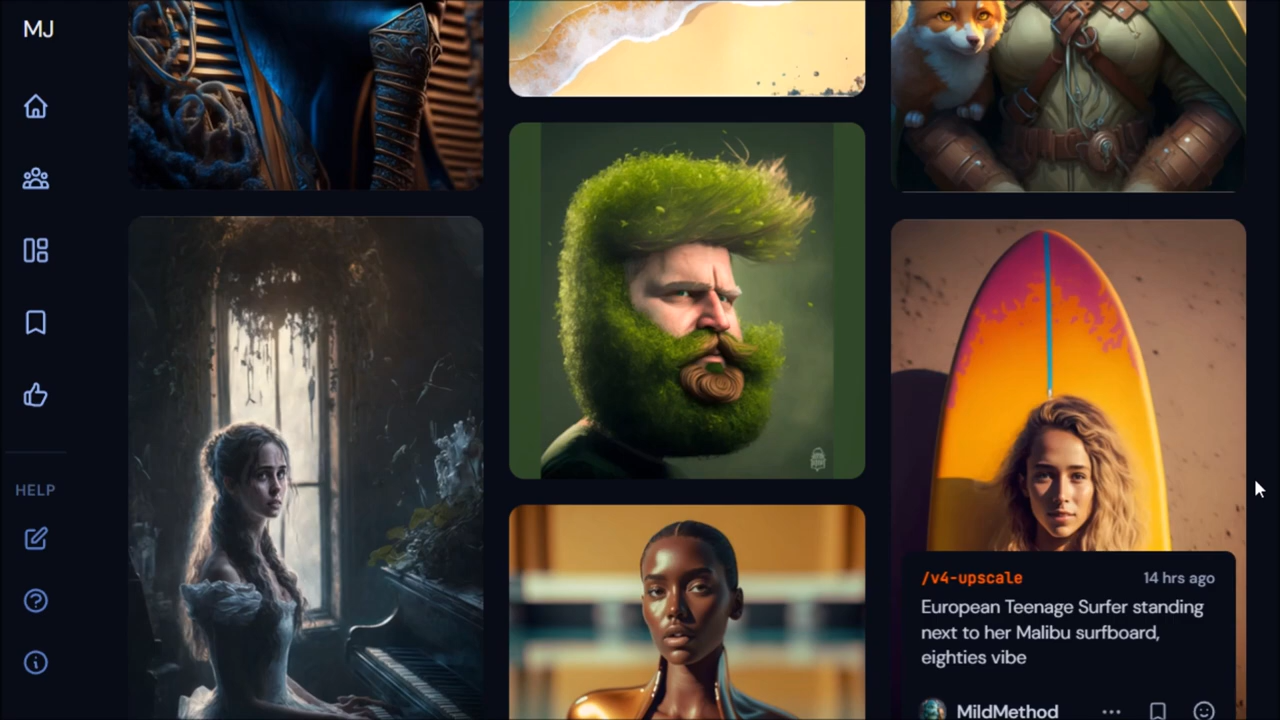 MJ
HELP
/v4-upscale
14 hrs ago
European Teenage Surfer standing
next to her Malibu surfboard,
eighties vibe
MildMethod